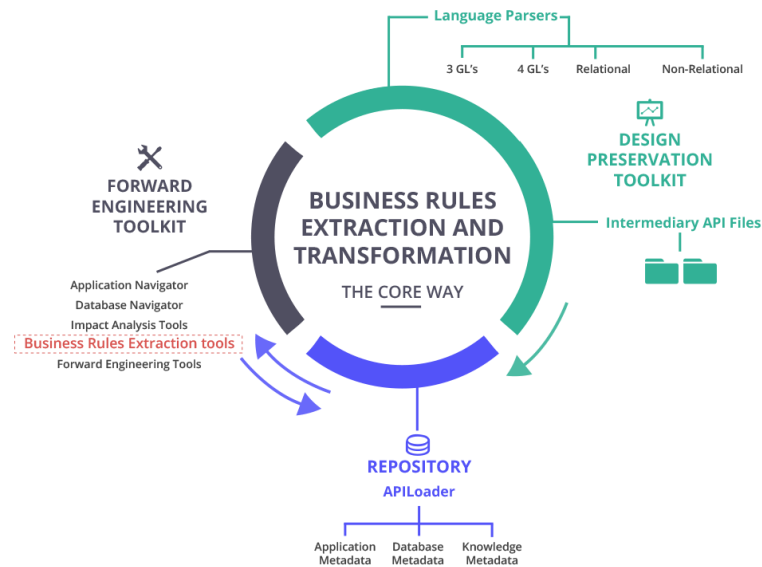 Language Parsers
3 GL's
4 GL's
Relational
Non-Relational
DESIGN
PRESERVATION
TOOLKIT
Intermediary API Files
FORWARD
ENGINEERING
TOOLKIT
Application Navigator
Database Navigator
Impact Analysis Tools
Business Rules Extraction tools
Forward Engineering Tools
BUSINESS RULES
EXTRACTION AND
TRANSFORMATION
THE CORE WAY
REPOSITORY
APILoader
Application
Metadata
Database
Metadata
Knowledge
Metadata